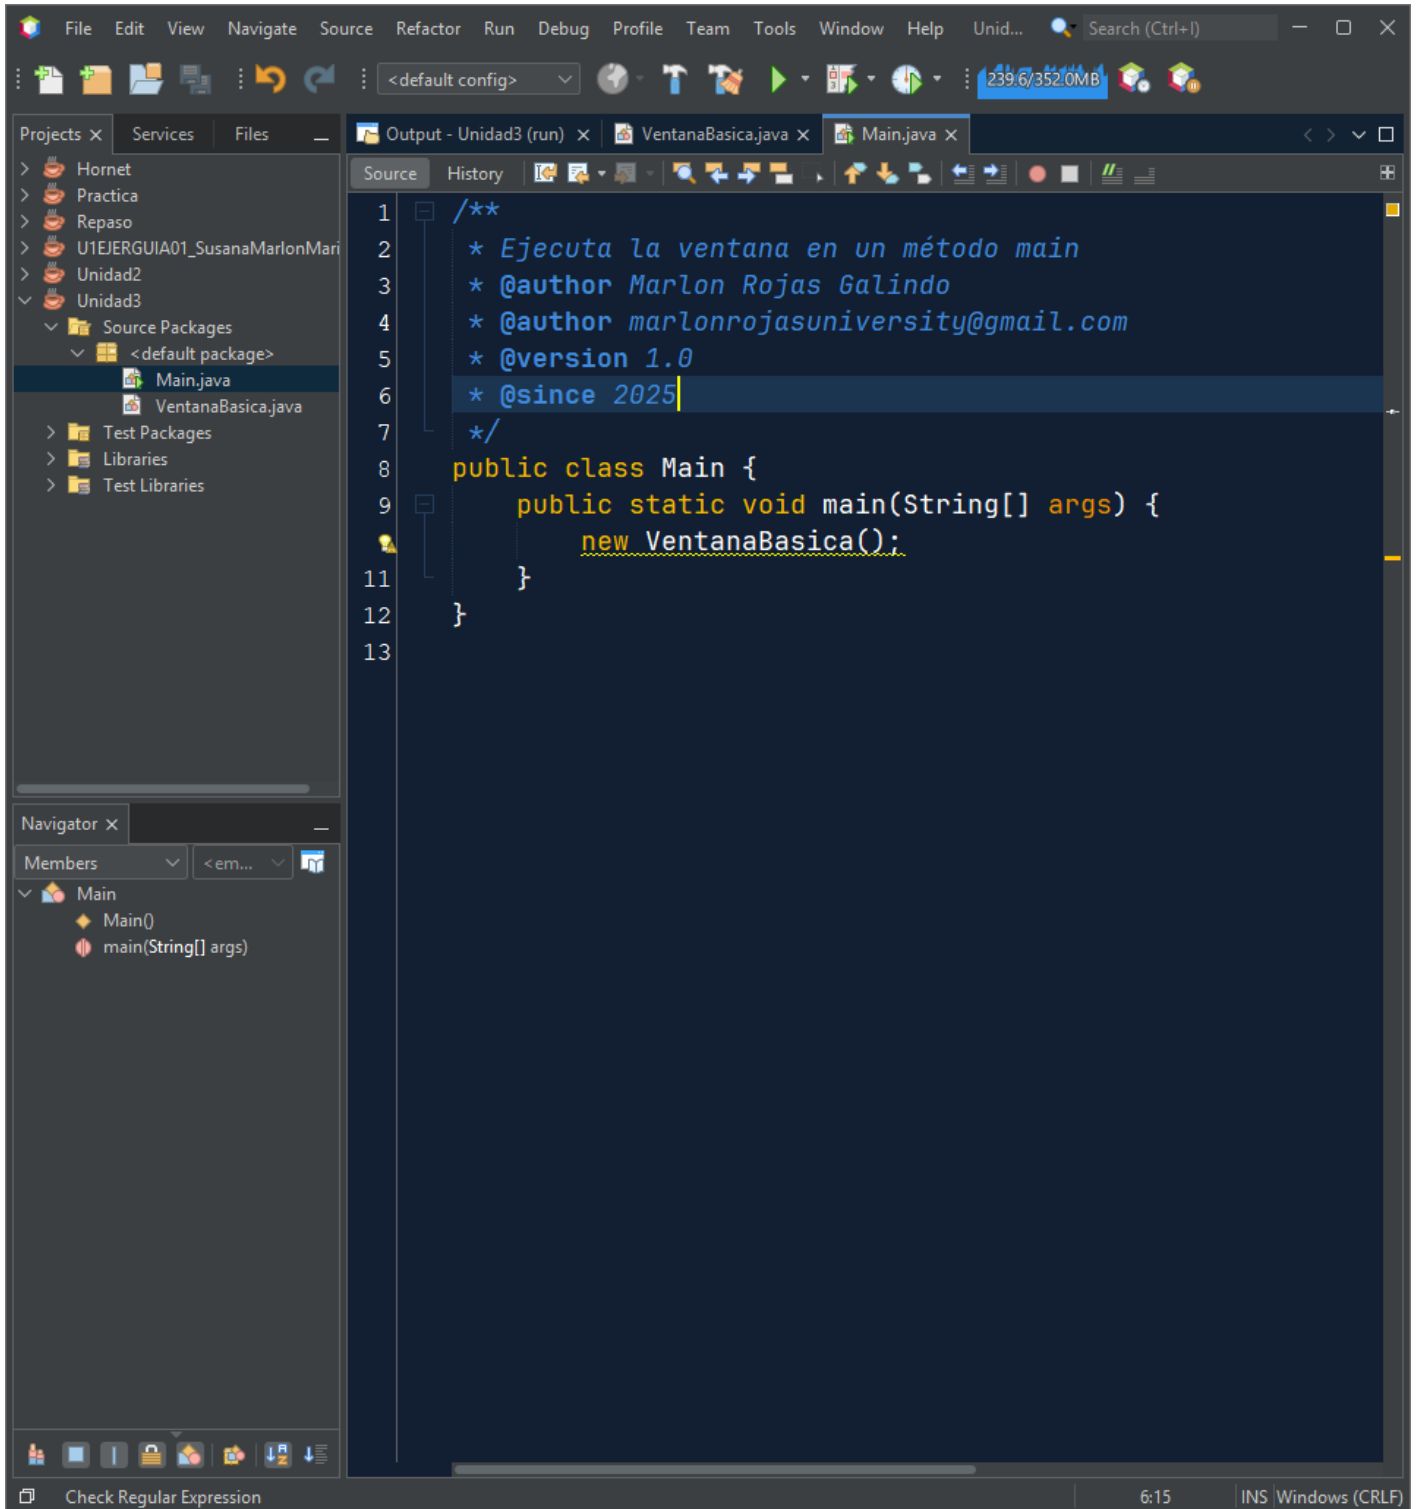 File Edit View Navigate Source Refactor Run Debug Profile Team Tools Window Help Unid... Search (Ctrl+I)
<default config> 239.6/352.0MB
Projects Services Files
Output - Unidad3 (run) VentanaBasica.java Main.java
Source History
Hornet
Practica
Repaso
U1EJERGUIA01_SusanaMarlonMari
Unidad2
Unidad3
Source Packages
<default package>
Main.java
VentanaBasica.java
Test Packages
Libraries
Test Libraries
1 /**
2 * Ejecuta la ventana en un método main
3 * @author Marlon Rojas Galindo
4 * @author marlonrojasuniversity@gmail.com
5 * @version 1.0
6 * @since 2025
7 */
8 public class Main {
9 public static void main(String[] args) {
new VentanaBasica();
11 }
12 }
13
Navigator
Members <em...
Main
Main()
main(String[] args)
Check Regular Expression 6:15 INS Windows (CRLF)